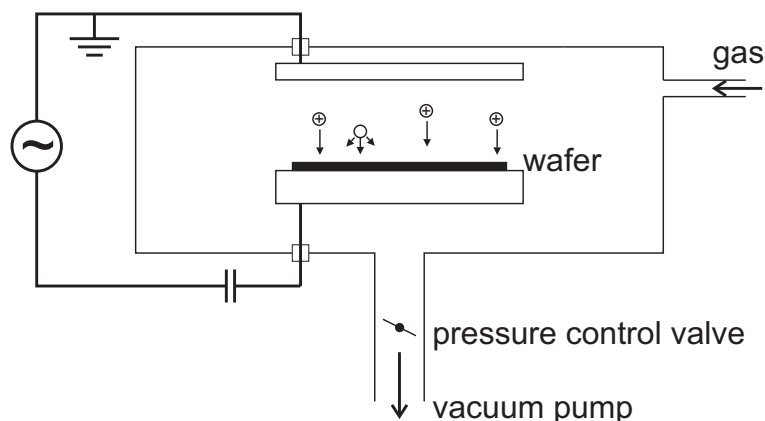 gas
wafer
pressure control valve
vacuum pump